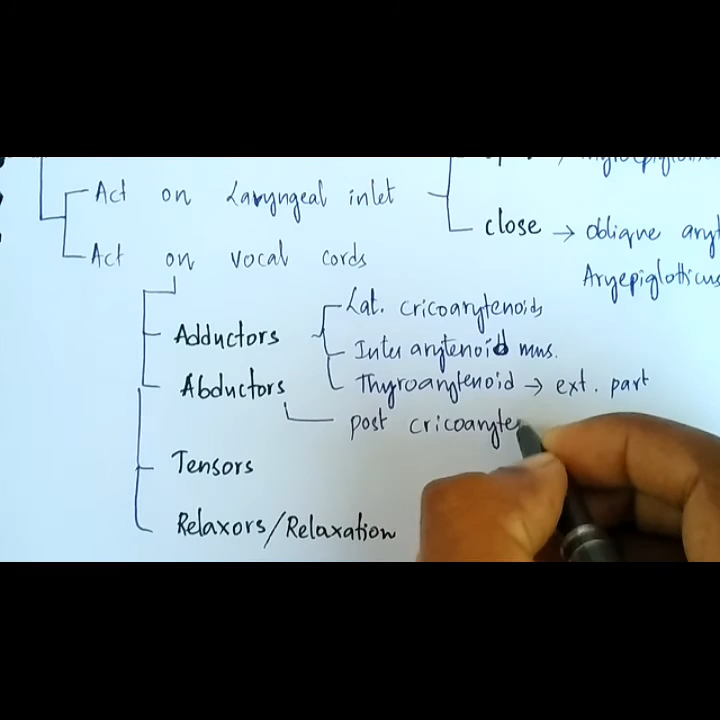 Act on Laryngeal inlet
close → oblique
Aryepiglotticus
Act on vocal cords
Lat. cricoarytenoids
Adductors
Inter arytenoid mus.
Abductors
Thyroarytenoid → ext. part
post cricoaryte
Tensors
Relaxors/Relaxation